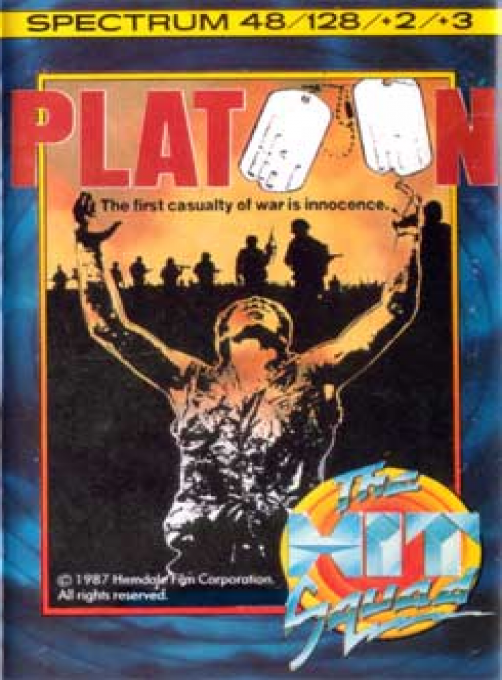 SPECTRUM 48/128/+2/+3
PLATOON
The first casualty of war is innocence.
The
HIT
Squad
© 1987 Hemdale Film Corporation.
All rights reserved.